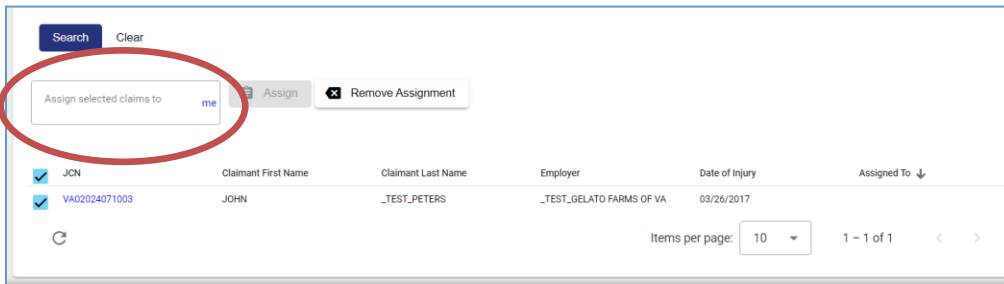 Search Clear
Assign selected claims to me Assign Remove Assignment
JCN Claimant First Name Claimant Last Name Employer Date of Injury Assigned To
VA02024071003 JOHN _TEST_PETERS _TEST_GELATO FARMS OF VA 03/26/2017
Items per page: 10 1 – 1 of 1